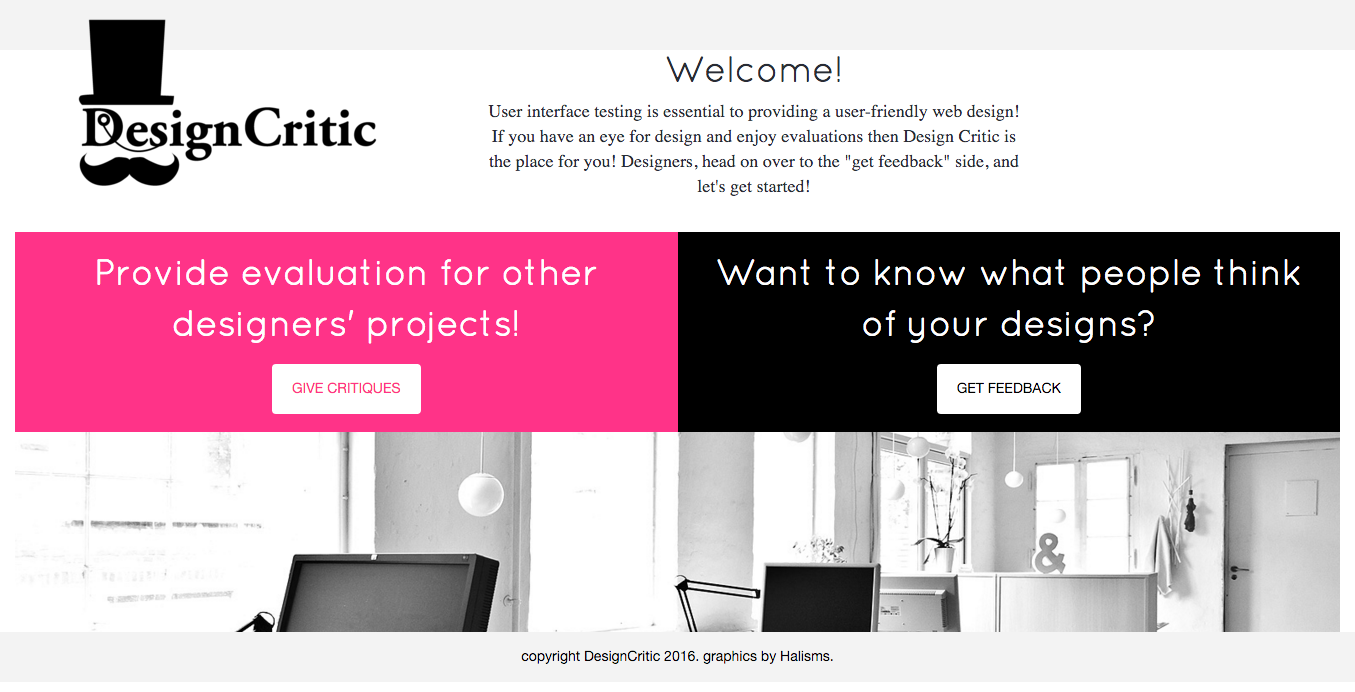 DesignCritic
Welcome!
User interface testing is essential to providing a user-friendly web design!
If you have an eye for design and enjoy evaluations then Design Critic is
the place for you! Designers, head on over to the "get feedback" side, and
let's get started!
Provide evaluation for other
designers' projects!
GIVE CRITIQUES
Want to know what people think
of your designs?
GET FEEDBACK
&
copyright DesignCritic 2016. graphics by Halisms.